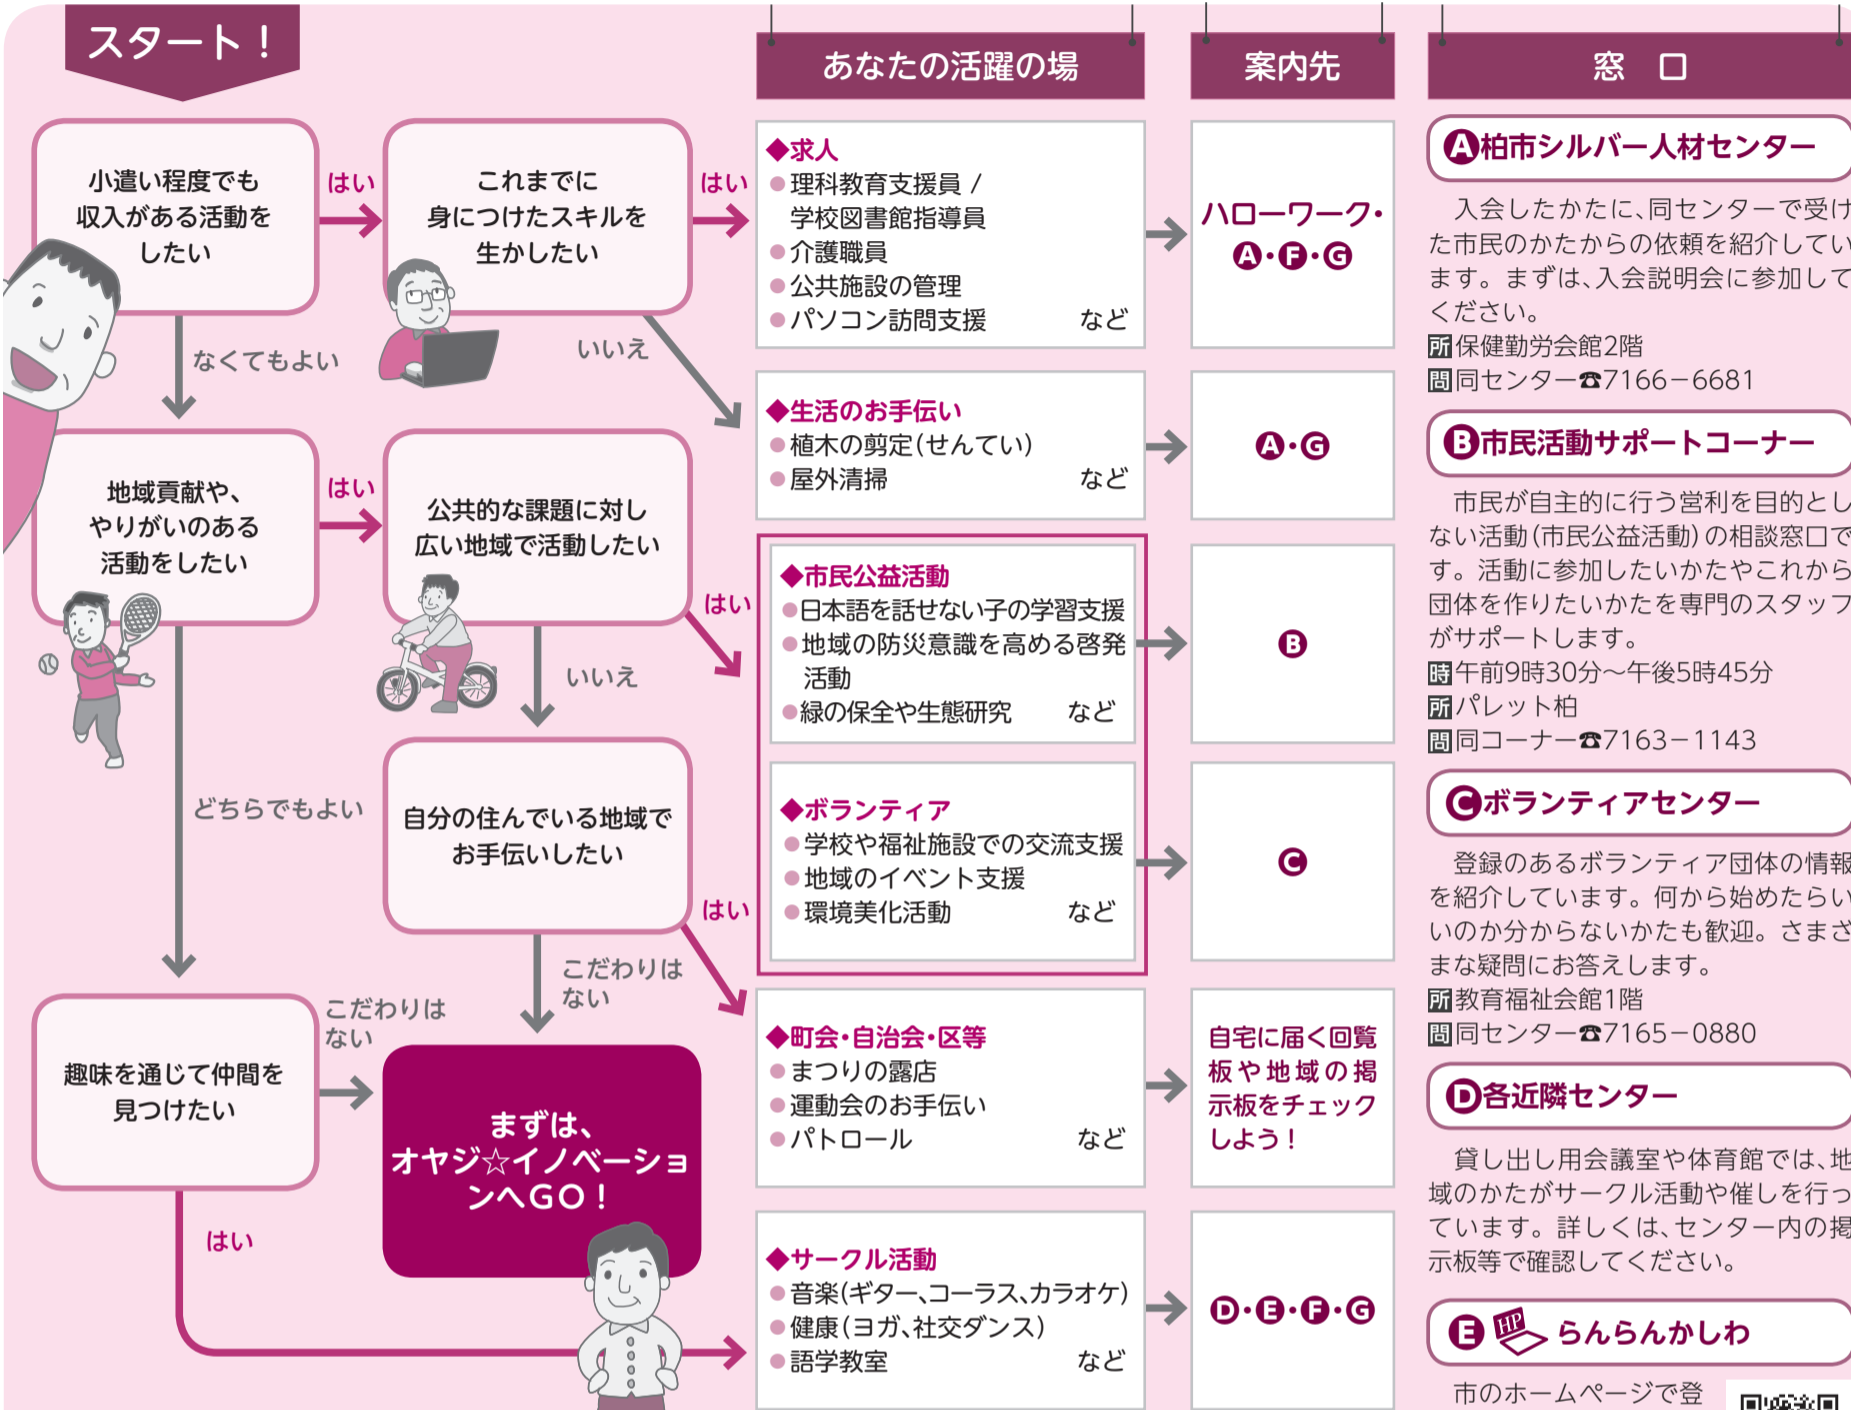 スタート！
小遣い程度でも
収入がある活動を
したい
はい
なくてもよい
これまでに
身につけたスキルを
生かしたい
はい
いいえ
地域貢献や、
やりがいのある
活動をしたい
はい
どちらでもよい
公共的な課題に対し
広い地域で活動したい
はい
いいえ
自分の住んでいる地域で
お手伝いしたい
はい
こだわりは
ない
趣味を通じて仲間を
見つけたい
こだわりは
ない
はい
まずは、
オヤジ☆イノベーショ
ンへGO！
あなたの活躍の場
◆求人
●理科教育支援員 /
学校図書館指導員
●介護職員
●公共施設の管理
●パソコン訪問支援 など
◆生活のお手伝い
●植木の剪定(せんてい)
●屋外清掃 など
◆市民公益活動
●日本語を話せない子の学習支援
●地域の防災意識を高める啓発
活動
●緑の保全や生態研究 など
◆ボランティア
●学校や福祉施設での交流支援
●地域のイベント支援
●環境美化活動 など
◆町会・自治会・区等
●まつりの露店
●運動会のお手伝い
●パトロール など
◆サークル活動
●音楽(ギター、コーラス、カラオケ)
●健康(ヨガ、社交ダンス)
●語学教室 など
案内先
ハローワーク・
A・F・G
A・G
B
C
自宅に届く回覧
板や地域の掲
示板をチェック
しよう！
D・E・F・G
窓 口
A柏市シルバー人材センター
入会したかたに、同センターで受け
た市民のかたからの依頼を紹介してい
ます。まずは、入会説明会に参加して
ください。
所保健勤労会館2階
問同センター☎7166－6681
B市民活動サポートコーナー
市民が自主的に行う営利を目的とし
ない活動(市民公益活動)の相談窓口で
す。活動に参加したいかたやこれから
団体を作りたいかたを専門のスタッフ
がサポートします。
時午前9時30分～午後5時45分
所パレット柏
問同コーナー☎7163－1143
Cボランティアセンター
登録のあるボランティア団体の情報
を紹介しています。何から始めたらい
いのか分からないかたも歓迎。さまざ
まな疑問にお答えします。
所教育福祉会館1階
問同センター☎7165－0880
D各近隣センター
貸し出し用会議室や体育館では、地
域のかたがサークル活動や催しを行っ
ています。詳しくは、センター内の掲
示板等で確認してください。
E HP らんらんかしわ
市のホームページで登